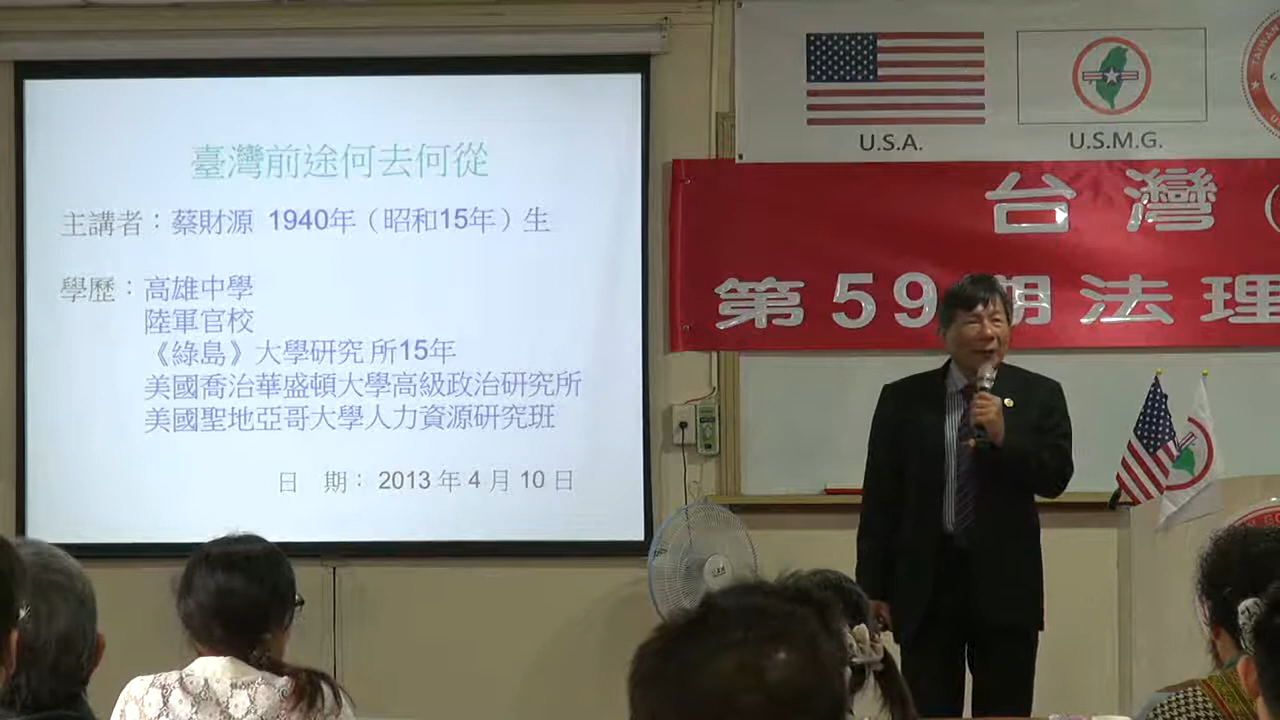 臺灣前途何去何從
主講者：蔡財源 1940年（昭和15年）生
學歷：高雄中學
陸軍官校
《綠島》大學研究 所15年
美國喬治華盛頓大學高級政治研究所
美國聖地亞哥大學人力資源研究班
日 期： 2013 年 4 月 10 日
U.S.A.
U.S.M.G.
台灣
第59期法理